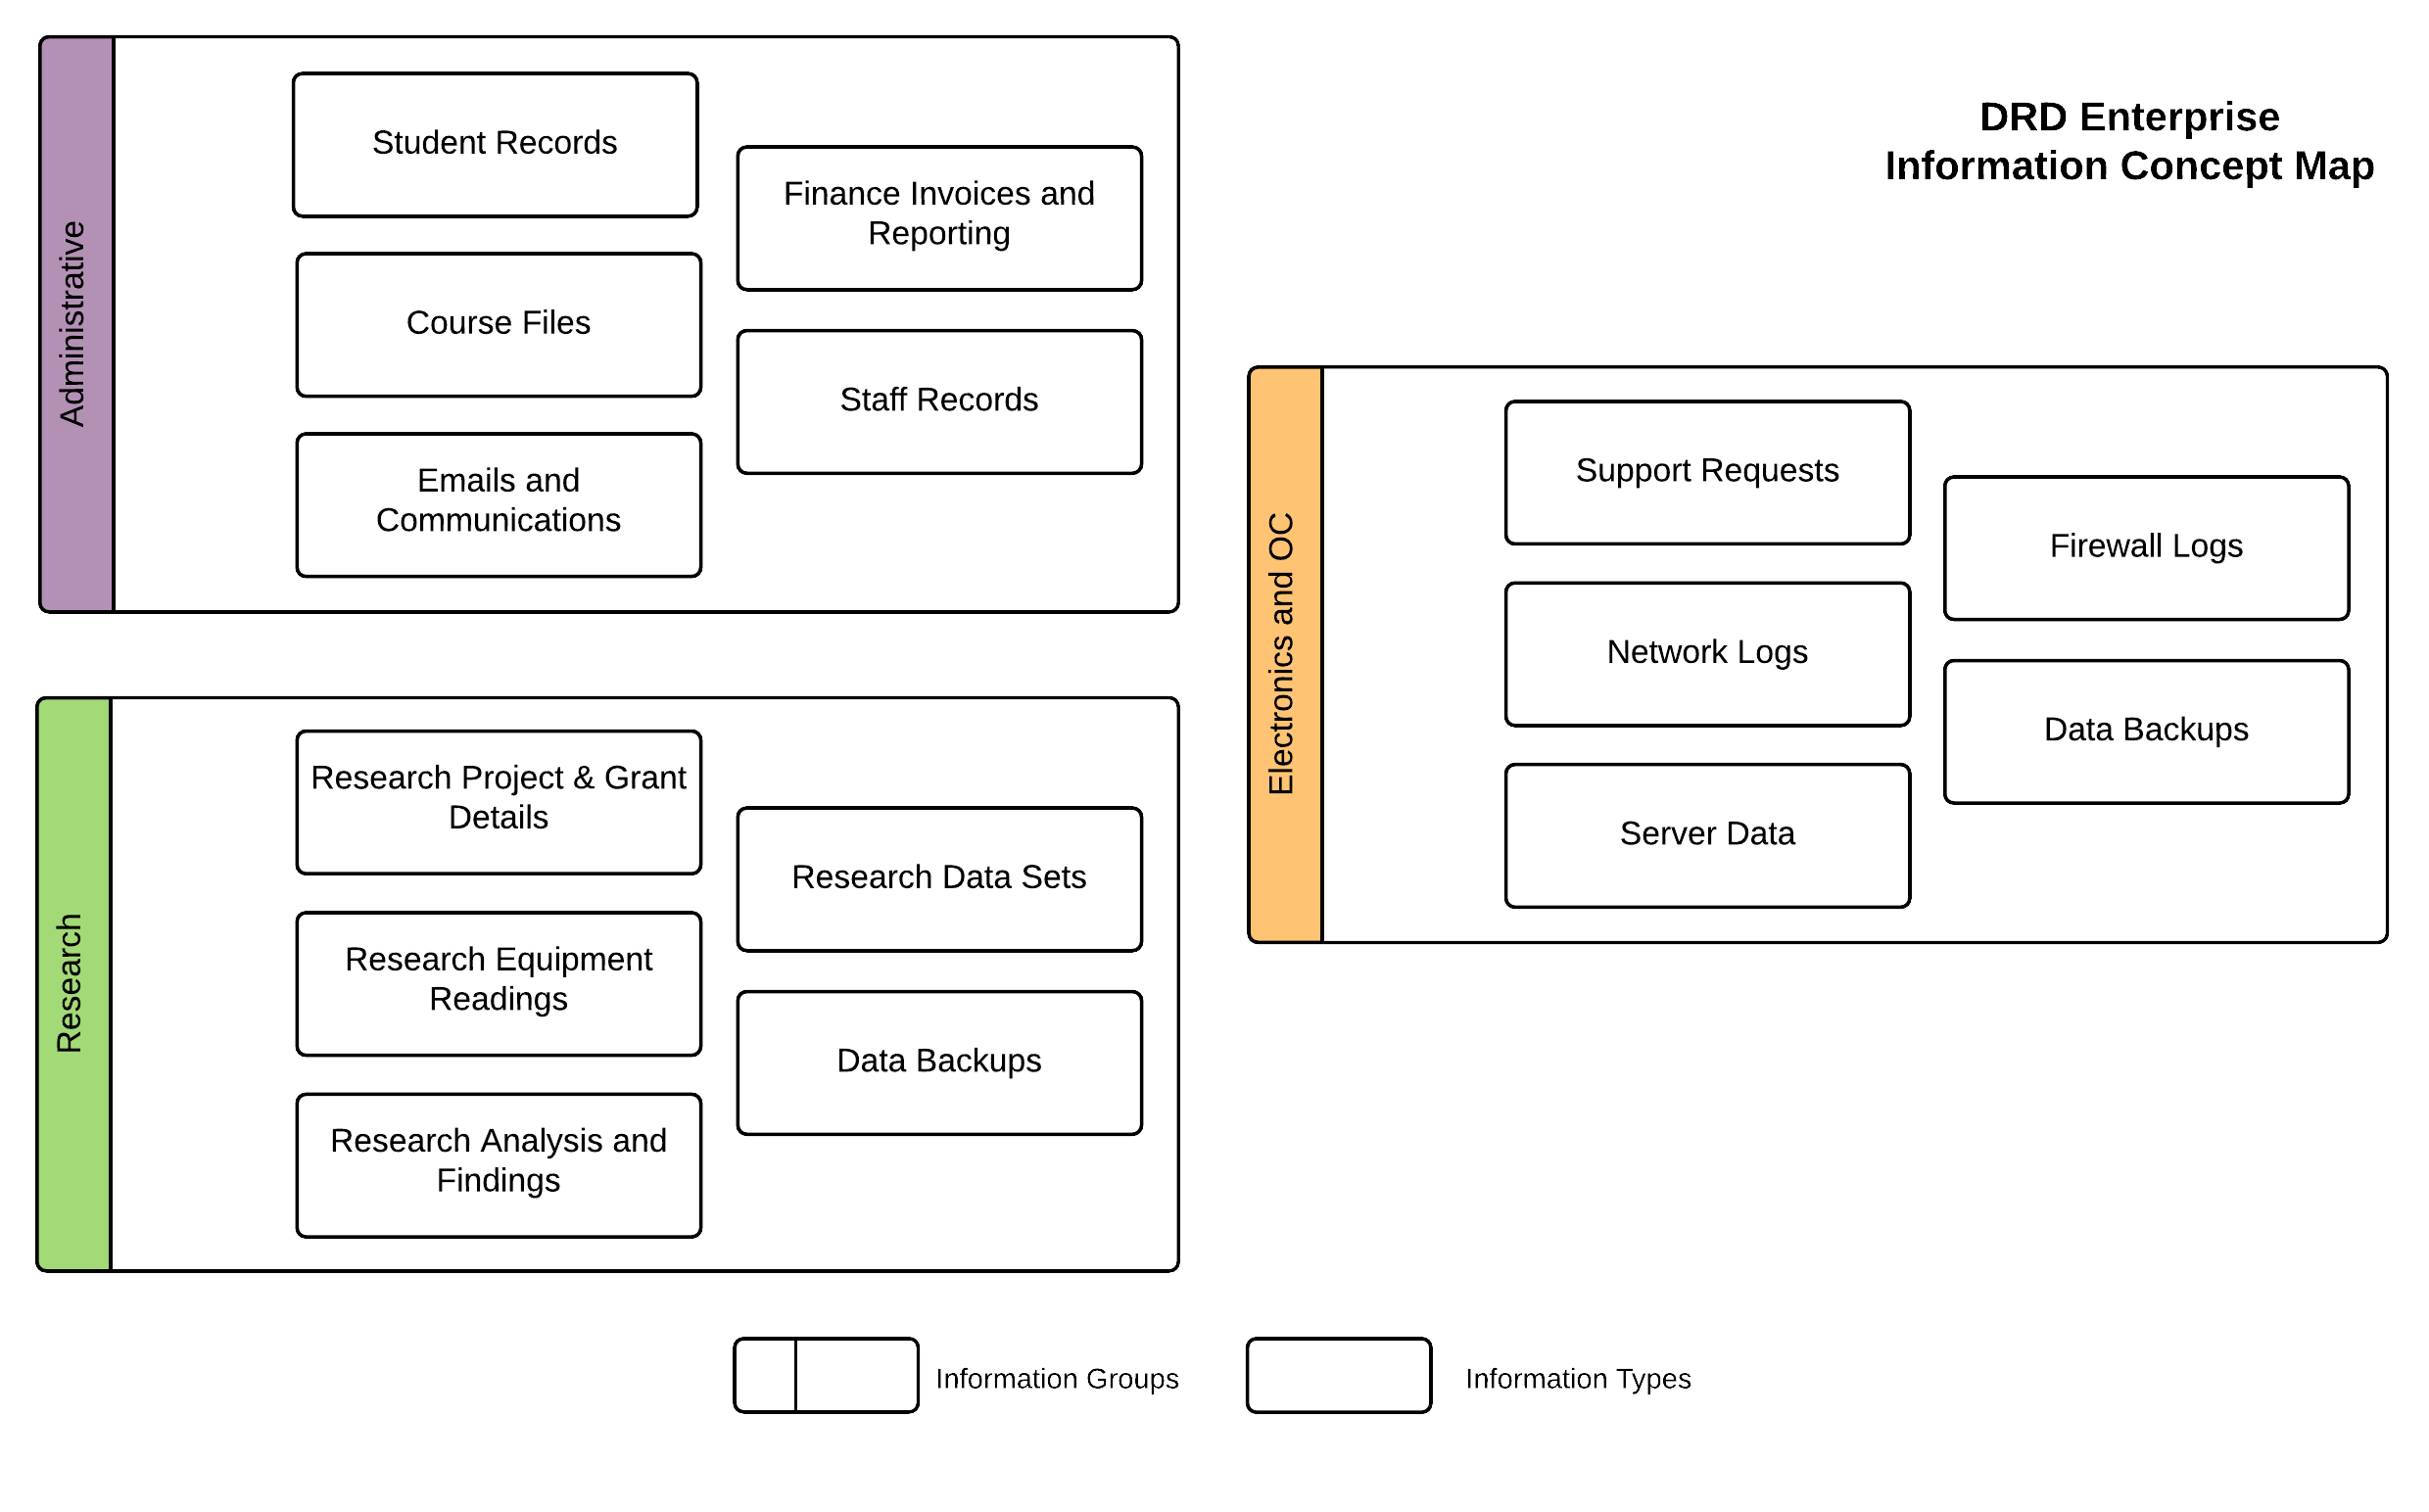 DRD Enterprise
Information Concept Map
Administrative
Student Records
Course Files
Emails and
Communications
Finance Invoices and
Reporting
Staff Records
Research
Research Project & Grant
Details
Research Equipment
Readings
Research Analysis and
Findings
Research Data Sets
Data Backups
Electronics and OC
Support Requests
Network Logs
Server Data
Firewall Logs
Data Backups
Information Groups
Information Types